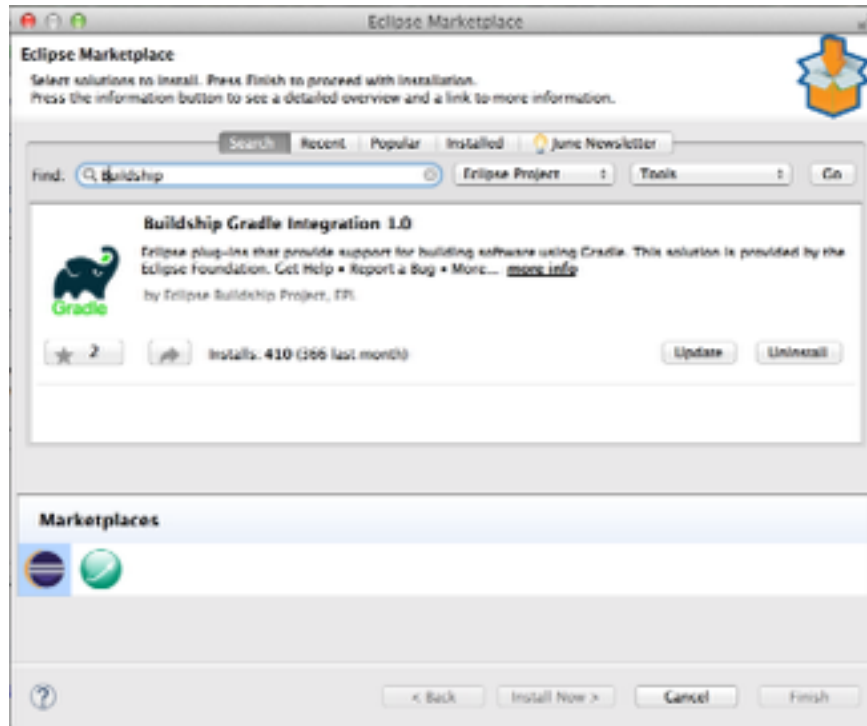 Eclipse Marketplace
Eclipse Marketplace
Select solutions to install. Press Finish to proceed with installation.
Press the information button to see a detailed overview and a link to more information.
Search Recent Popular Installed June Newsletter
Find: Buildship Eclipse Project Tools Go
Buildship Gradle Integration 1.0
Eclipse plug-ins that provide support for building software using Gradle. This solution is provided by the
Eclipse Foundation. Get Help • Report a Bug • More... more info
Gradle
by Eclipse Buildship Project, EPL
2 Installs: 410 (366 last month) Update Uninstall
Marketplaces
? < Back Install Now > Cancel Finish